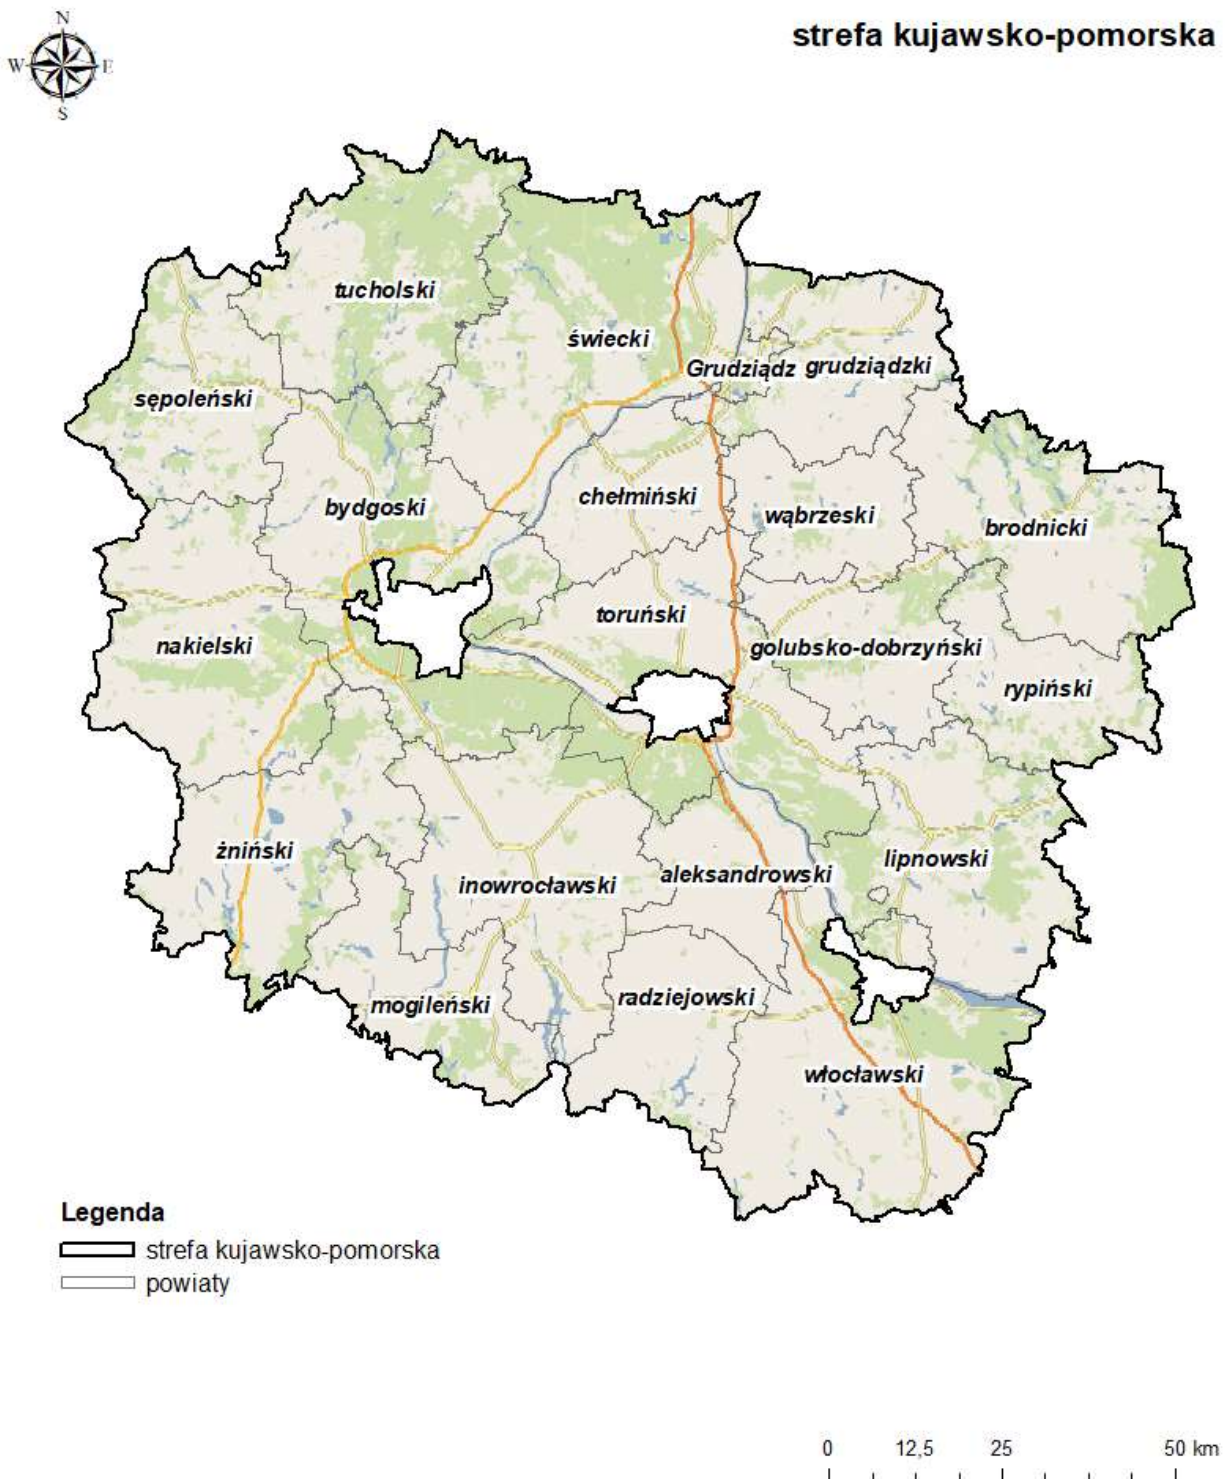 N
strefa kujawsko-pomorska
W E
S
tucholski
świecki
Grudziądz grudziądzki
sępoleński
chełmiński
bydgoski
wąbrzeski
brodnicki
toruński
nakielski
golubsko-dobrzyński
rypiński
żniński
lipnowski
aleksandrowski
inowrocławski
radziejowski
mogileński
włocławski
Legenda
strefa kujawsko-pomorska
powiaty
0 12,5 25 50 km